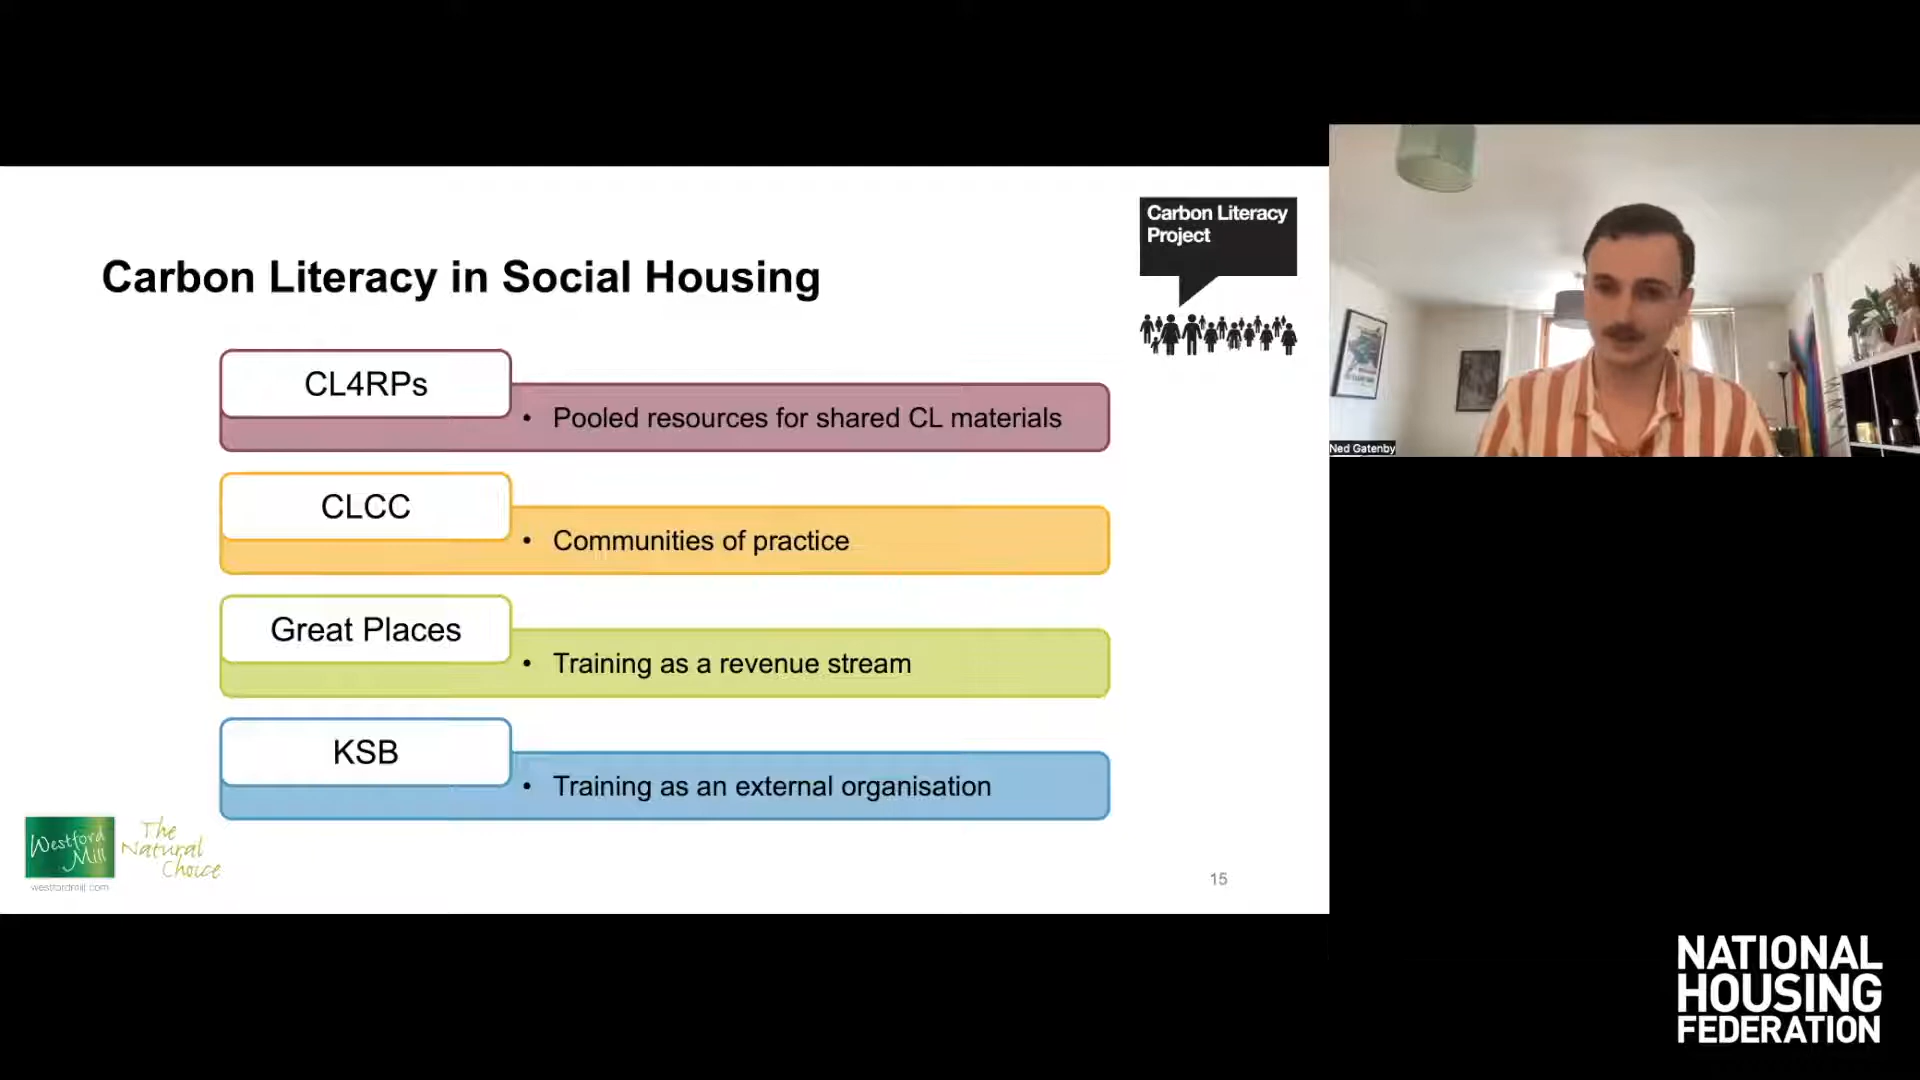 Carbon Literacy
Project
Carbon Literacy in Social Housing
CL4RPs
• Pooled resources for shared CL materials
CLCC
• Communities of practice
Great Places
• Training as a revenue stream
KSB
• Training as an external organisation
Westford
Mill
westfordmill.com
The
Natural
Choice
15
Ned Gatenby
NATIONAL
HOUSING
FEDERATION